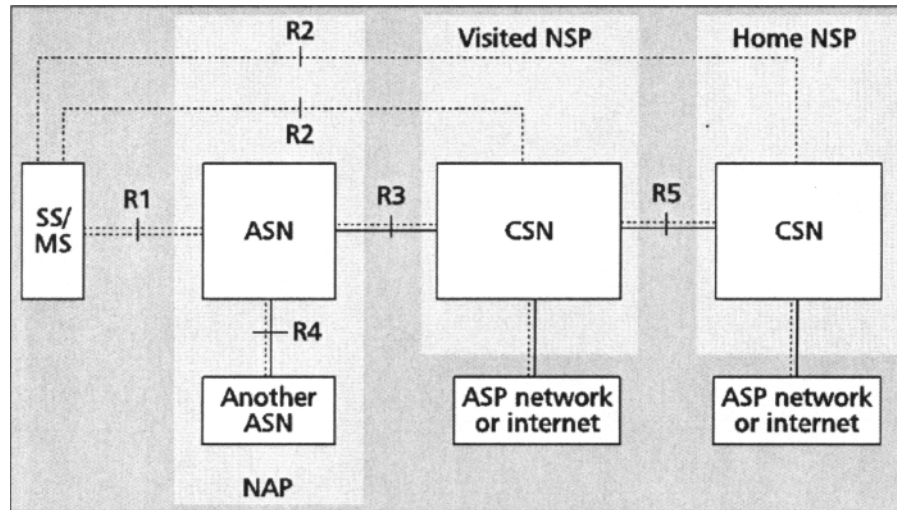 R2
Visited NSP
Home NSP
R2
SS/
MS
R1
ASN
R3
CSN
R5
CSN
R4
Another
ASN
ASP network
or internet
ASP network
or internet
NAP